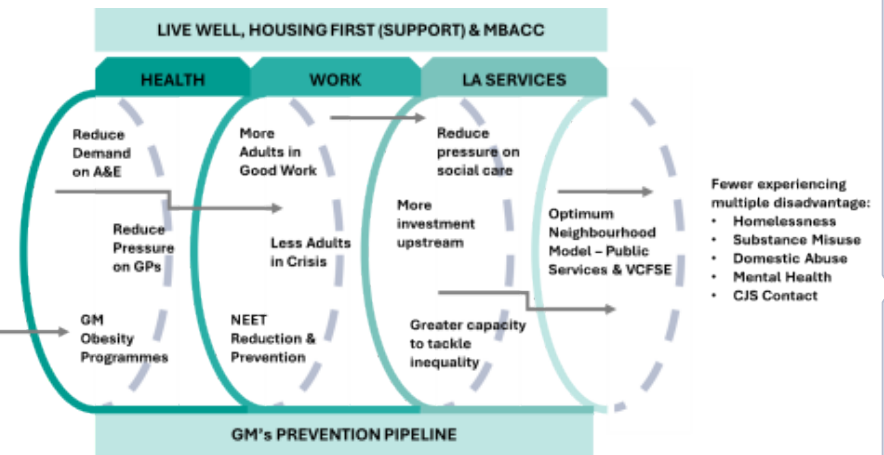 LIVE WELL, HOUSING FIRST (SUPPORT) & MBACC
HEALTH
WORK
LA SERVICES
Reduce
Demand
on A&E
Reduce
Pressure
on GPs
GM
Obesity
Programmes
More
Adults in
Good Work
Less Adults
in Crisis
NEET
Reduction &
Prevention
Reduce
pressure on
social care
More
investment
upstream
Greater capacity
to tackle
inequality
Optimum
Neighbourhood
Model – Public
Services & VCFSE
Fewer experiencing
multiple disadvantage:
• Homelessness
• Substance Misuse
• Domestic Abuse
• Mental Health
• CJS Contact
GM's PREVENTION PIPELINE